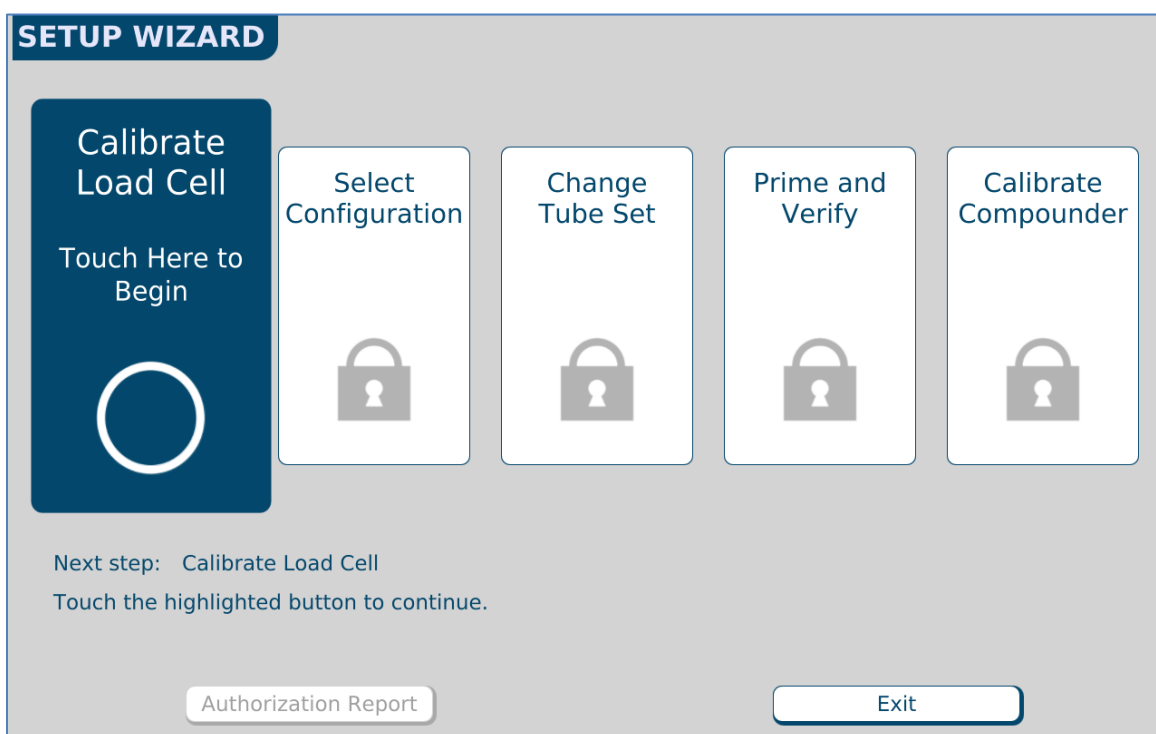 SETUP WIZARD
Calibrate
Load Cell
Touch Here to
Begin
Select
Configuration
Change
Tube Set
Prime and
Verify
Calibrate
Compounder
Next step: Calibrate Load Cell
Touch the highlighted button to continue.
Authorization Report
Exit